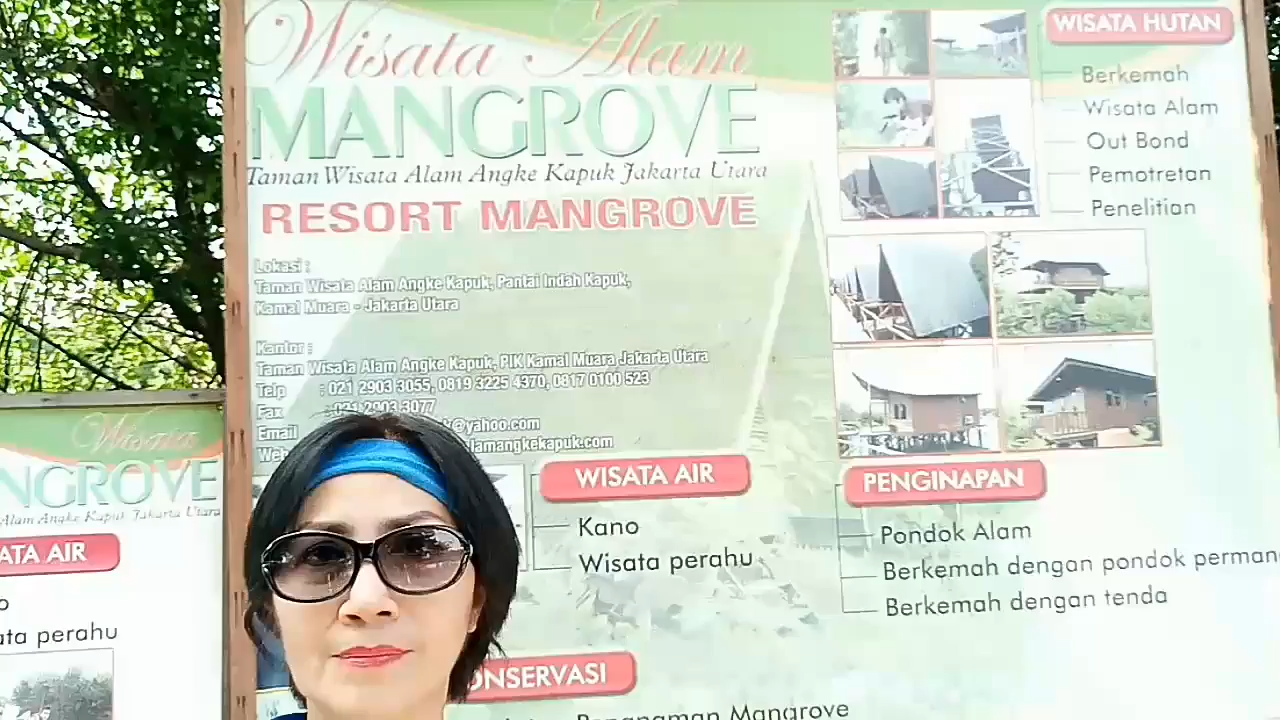 Wisata Alam
MANGROVE
Taman Wisata Alam Angke Kapuk Jakarta Utara
RESORT MANGROVE
Lokasi :
Taman Wisata Alam Angke Kapuk, Pantai Indah Kapuk,
Kamal Muara - Jakarta Utara
Kantor :
Taman Wisata Alam Angke Kapuk, PIK Kamal Muara Jakarta Utara
Telp : 021 2903 3055, 0819 3225 4370, 0817 0100 523
Fax : 021 2903 3077
Email @yahoo.com
Web lamangkekapuk.com
WISATA AIR
Kano
Wisata perahu
ONSERVASI
Penanaman Mangrove
WISATA HUTAN
Berkemah
Wisata Alam
Out Bond
Pemotretan
Penelitian
PENGINAPAN
Pondok Alam
Berkemah dengan pondok perman
Berkemah dengan tenda
Wisata
NGROVE
Alam Angke Kapuk Jakarta Utara
ATA AIR
o
ata perahu